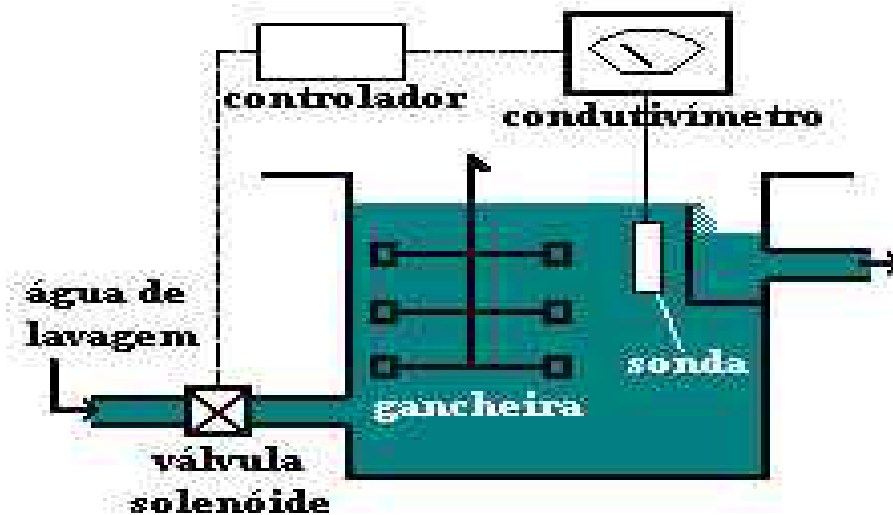 controlador
condutivímetro
água de
lavagem
sonda
gancheira
válvula
solenóide